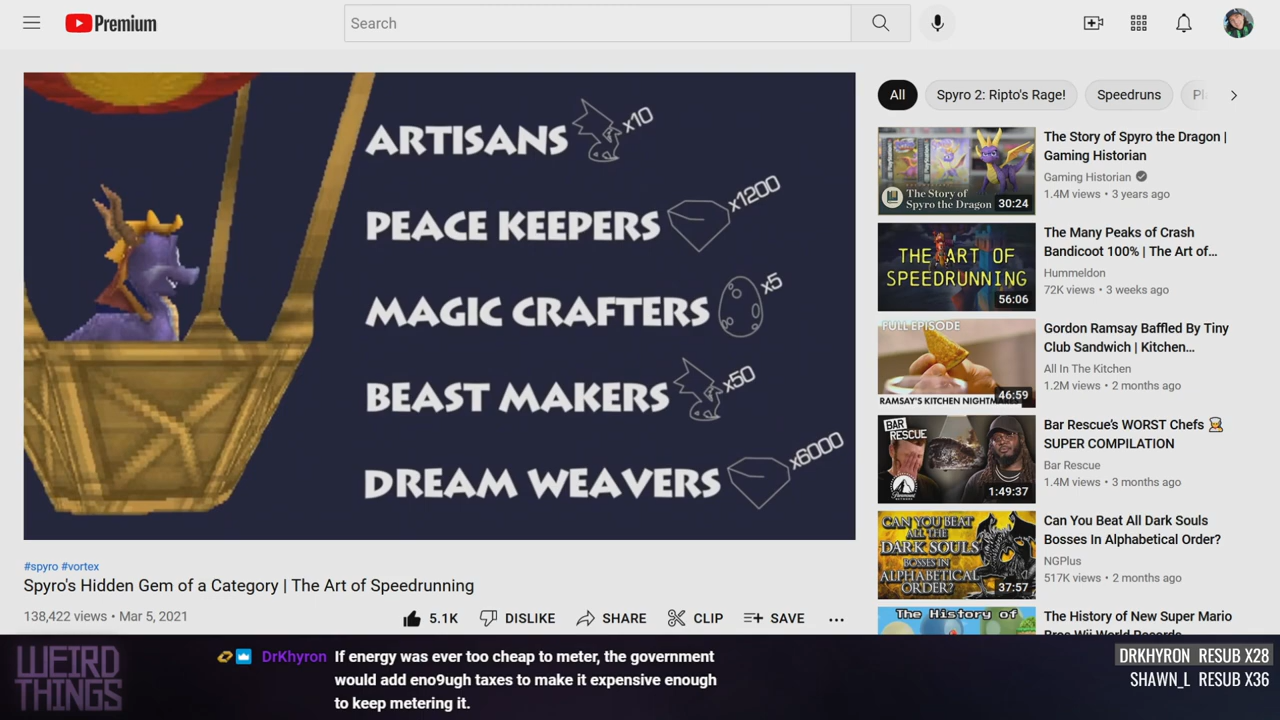 Premium
Search
ARTISANS x10
PEACE KEEPERS x1200
MAGIC CRAFTERS x5
BEAST MAKERS x50
DREAM WEAVERS x6000
#spyro #vortex
Spyro's Hidden Gem of a Category | The Art of Speedrunning
138,422 views • Mar 5, 2021
5.1K DISLIKE SHARE CLIP SAVE
All Spyro 2: Ripto's Rage! Speedruns
The Story of
Spyro the Dragon
30:24
The Story of Spyro the Dragon |
Gaming Historian
Gaming Historian
1.4M views • 3 years ago
THE ART OF
SPEEDRUNNING
56:06
The Many Peaks of Crash
Bandicoot 100% | The Art of...
Hummeldon
72K views • 3 weeks ago
FULL EPISODE
46:59
RAMSAY'S KITCHEN NIGHTMA
Gordon Ramsay Baffled By Tiny
Club Sandwich | Kitchen...
All In The Kitchen
1.2M views • 2 months ago
BAR
RESCUE
Paramount
1:49:37
Bar Rescue's WORST Chefs
SUPER COMPILATION
Bar Rescue
1.4M views • 3 months ago
CAN YOU BEAT
ALL THE
DARK SOULS
BOSSES IN
ALPHABETICAL
ORDER?
37:57
Can You Beat All Dark Souls
Bosses In Alphabetical Order?
NGPlus
517K views • 2 months ago
The History of
The History of New Super Mario
Bros Wii World Records
WEIRD
THINGS
DrKhyron If energy was ever too cheap to meter, the government
would add eno9ugh taxes to make it expensive enough
to keep metering it.
DRKHYRON RESUB X28
SHAWN_L RESUB X36